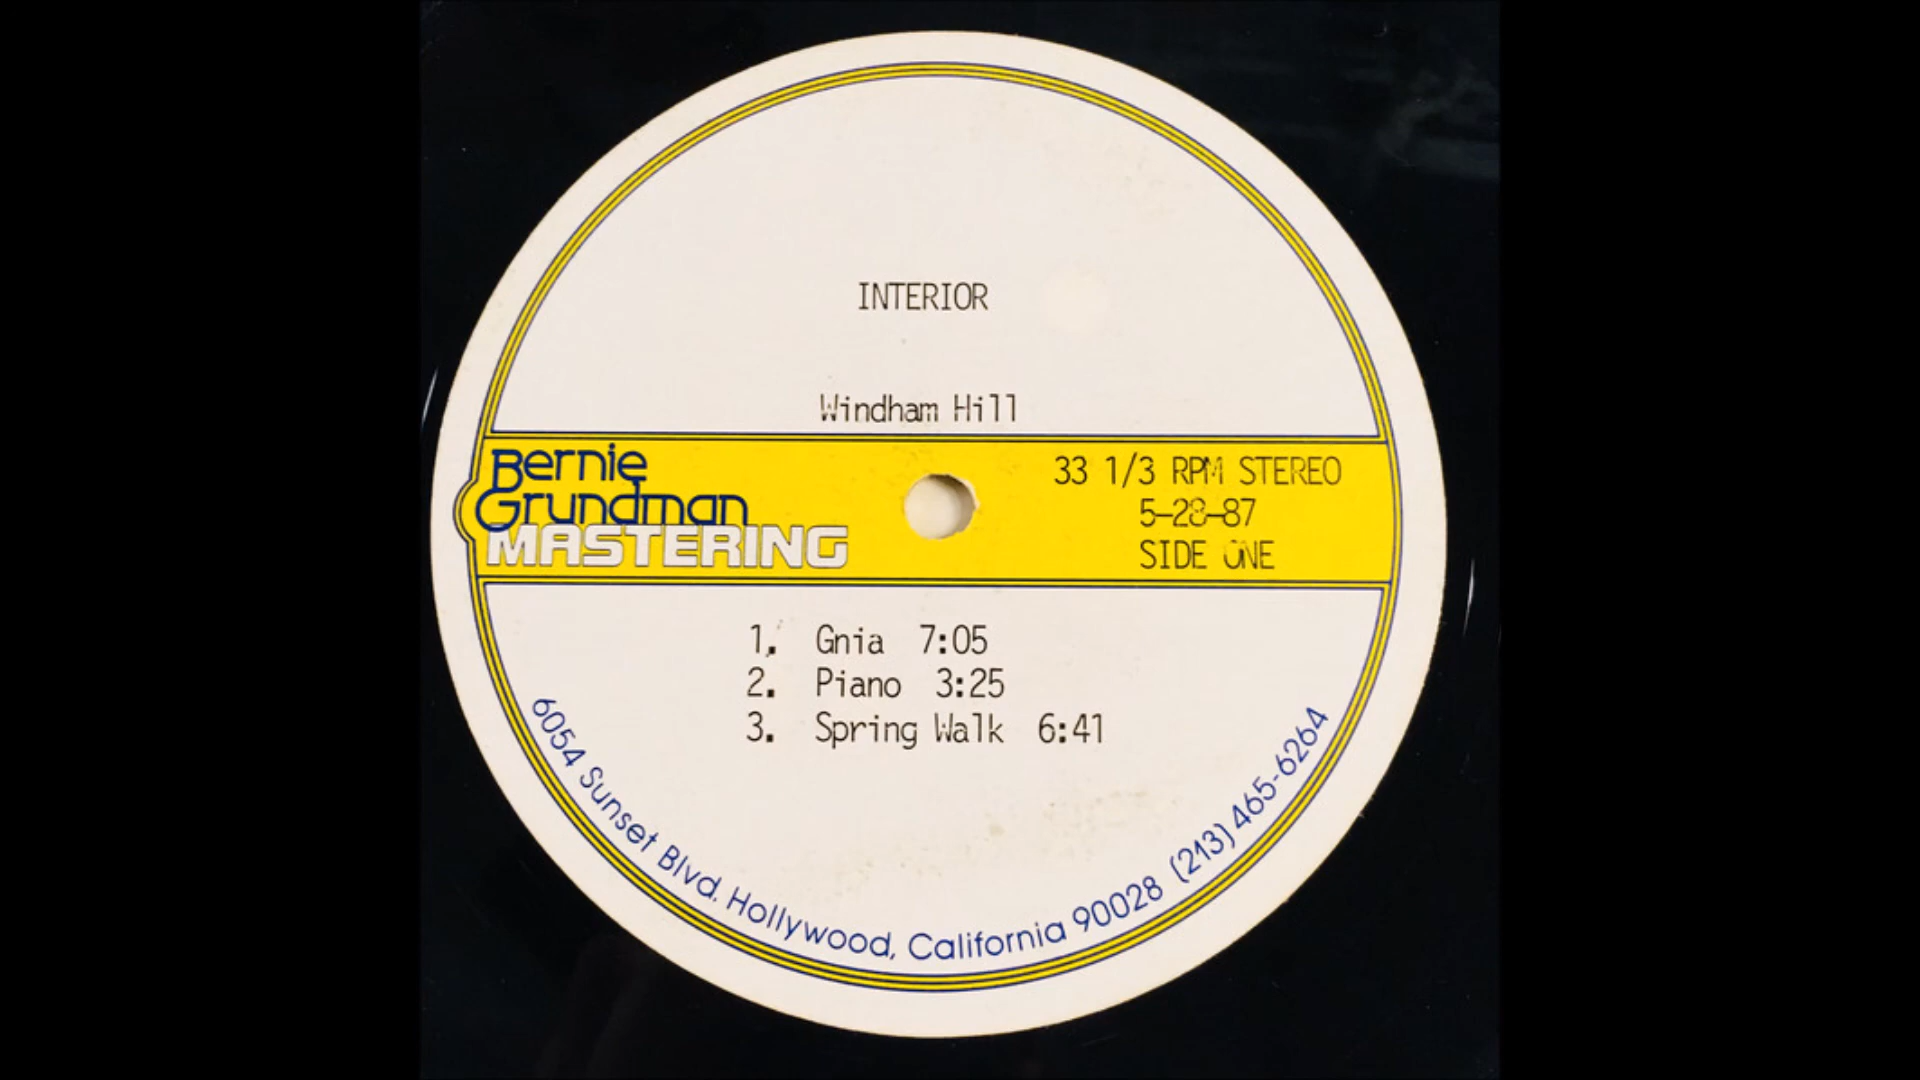 INTERIOR
Windham Hill
Bernie
Grundman
MASTERING
33 1/3 RPM STEREO
5-28-87
SIDE ONE
1. Gnia 7:05
2. Piano 3:25
3. Spring Walk 6:41
6054 Sunset Blvd. Hollywood, California 90028 (213) 465-6264